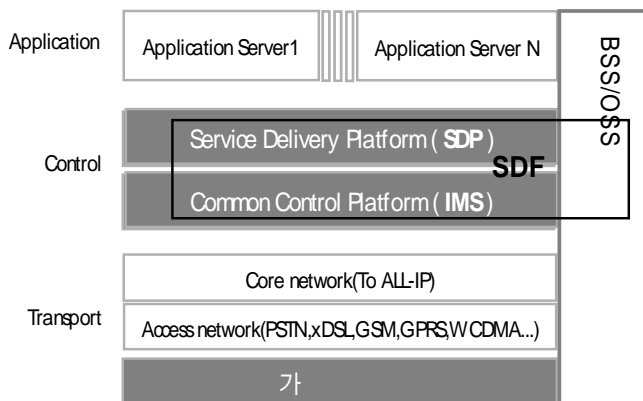 Application
Application Server1
Application Server N
BSS/OSS
Control
Service Delivery Platform ( SDP )
SDF
Common Control Platform ( IMS )
Transport
Core network(To ALL-IP)
Access network(PSTN,xDSL,GSM,GPRS,WCDMA...)
가